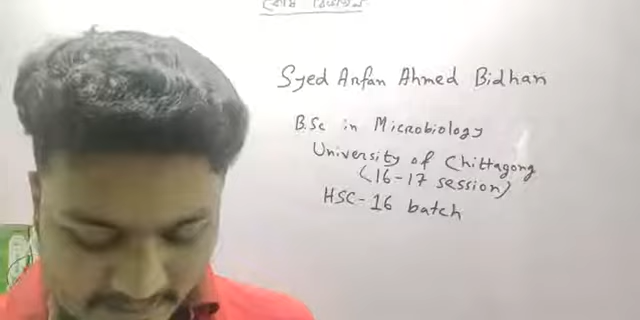 Syed Arfan Ahmed Bidhan
B.Sc in Microbiology
University of Chittagong
(16-17 session)
HSC-16 batch